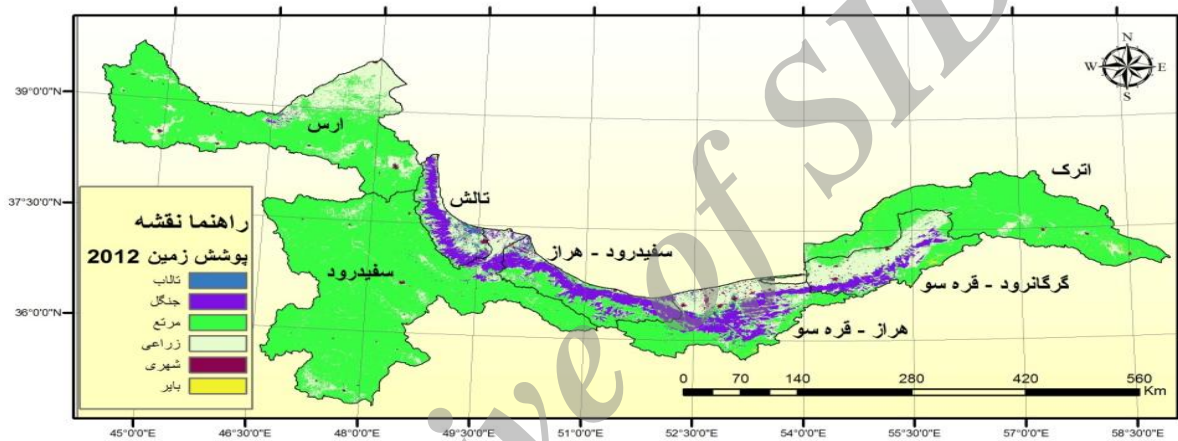 N
W E
S
39°0'0"N
37°30'0"N
36°0'0"N
ارس
تالش
اترک
سفیدرود - هراز
سفیدرود
گرگانرود - قره سو
هراز - قره سو
راهنما نقشه
پوشش زمین 2012
تالاب
جنگل
مرتع
زراعی
شهری
بایر
0 70 140 280 420 560
Km
45°0'0"E 46°30'0"E 48°0'0"E 49°30'0"E 51°0'0"E 52°30'0"E 54°0'0"E 55°30'0"E 57°0'0"E 58°30'0"E
ive of SID